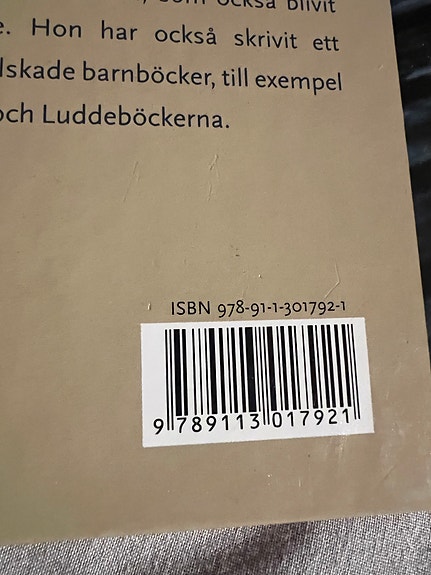 som också blivit
e. Hon har också skrivit ett
lskade barnböcker, till exempel
och Luddeböckerna.
ISBN 978-91-1-301792-1
9 789113 017921